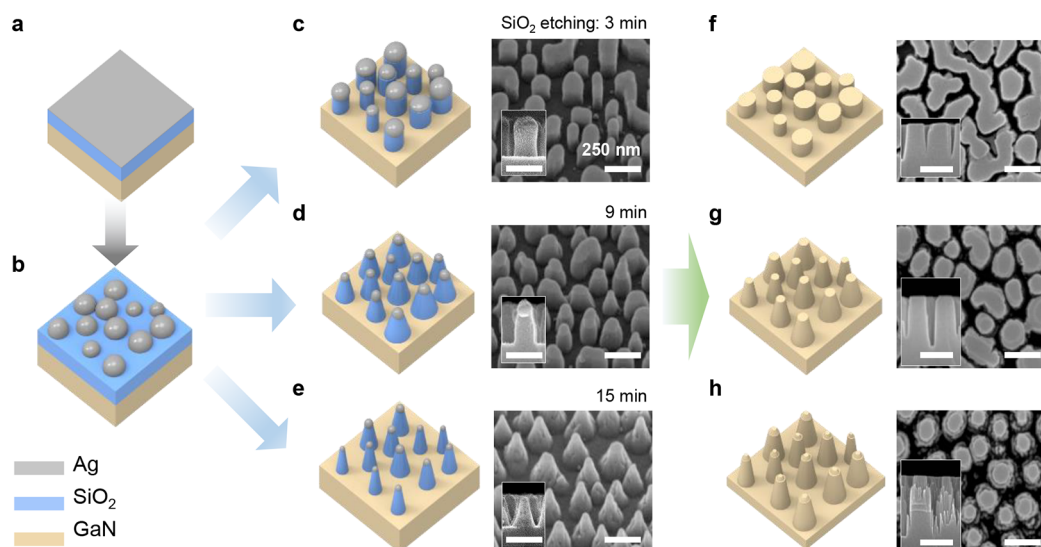 a
b
Ag
SiO₂
GaN
c
SiO₂ etching: 3 min
250 nm
d
9 min
e
15 min
f
g
h